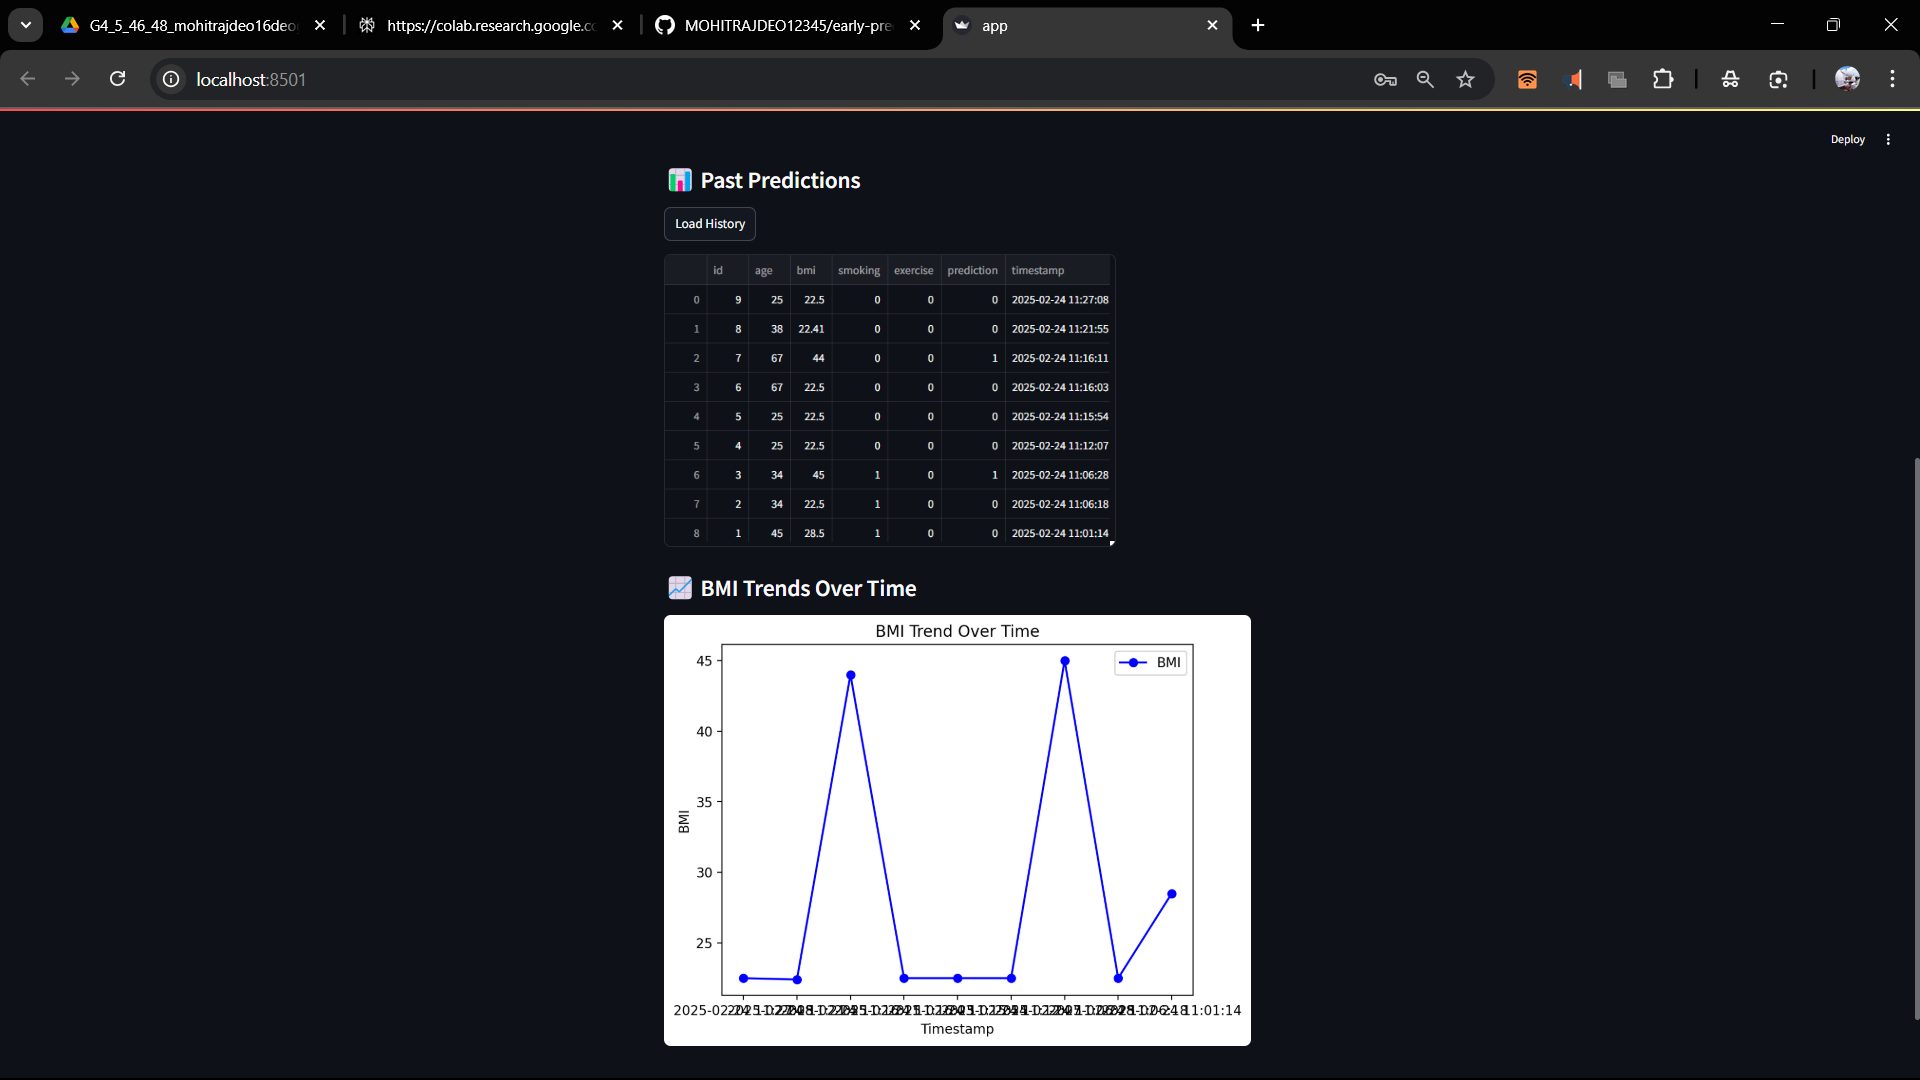 G4_5_46_48_mohitrajdeo16deo
https://colab.research.google.co
MOHITRAJDEO12345/early-pre
app
localhost:8501
Deploy
Past Predictions
Load History
id age bmi smoking exercise prediction timestamp
0 9 25 22.5 0 0 0 2025-02-24 11:27:08
1 8 38 22.41 0 0 0 2025-02-24 11:21:55
2 7 67 44 0 0 1 2025-02-24 11:16:11
3 6 67 22.5 0 0 0 2025-02-24 11:16:03
4 5 25 22.5 0 0 0 2025-02-24 11:15:54
5 4 25 22.5 0 0 0 2025-02-24 11:12:07
6 3 34 45 1 0 1 2025-02-24 11:06:28
7 2 34 22.5 1 0 0 2025-02-24 11:06:18
8 1 45 28.5 1 0 0 2025-02-24 11:01:14
BMI Trends Over Time
BMI Trend Over Time
BMI
45
40
35
30
25
BMI
Timestamp